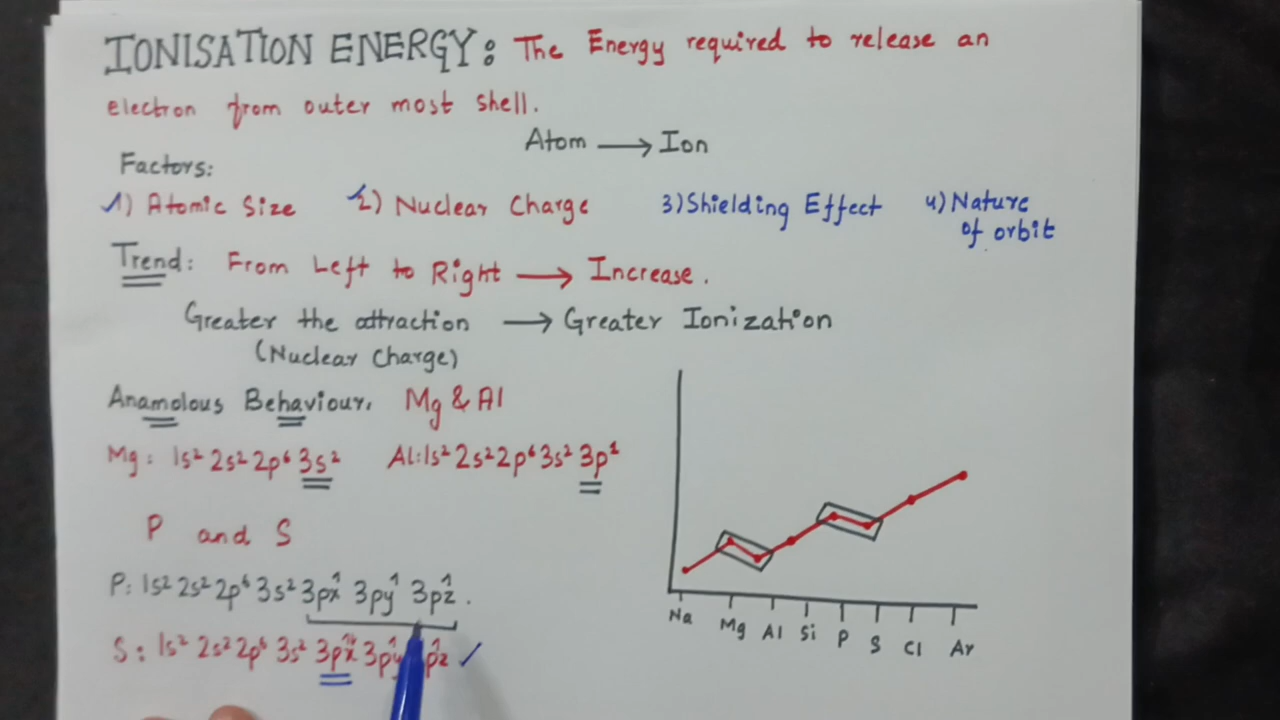 IONISATION ENERGY: The Energy required to release an
electron from outer most shell.
Atom → Ion
Factors:
1) Atomic Size 2) Nuclear Charge 3) Shielding Effect 4) Nature
of orbit
Trend: From Left to Right → Increase.
Greater the attraction → Greater Ionization
(Nuclear Charge)
Anamolous Behaviour. Mg & Al
Mg: 1s² 2s² 2p⁶ 3s² Al: 1s² 2s² 2p⁶ 3s² 3p¹
P and S
P: 1s² 2s² 2p⁶ 3s² 3px¹ 3py¹ 3pz¹.
S: 1s² 2s² 2p⁶ 3s² 3px 3py¹ pz¹ ✓
Na Mg Al Si P S Cl Ar